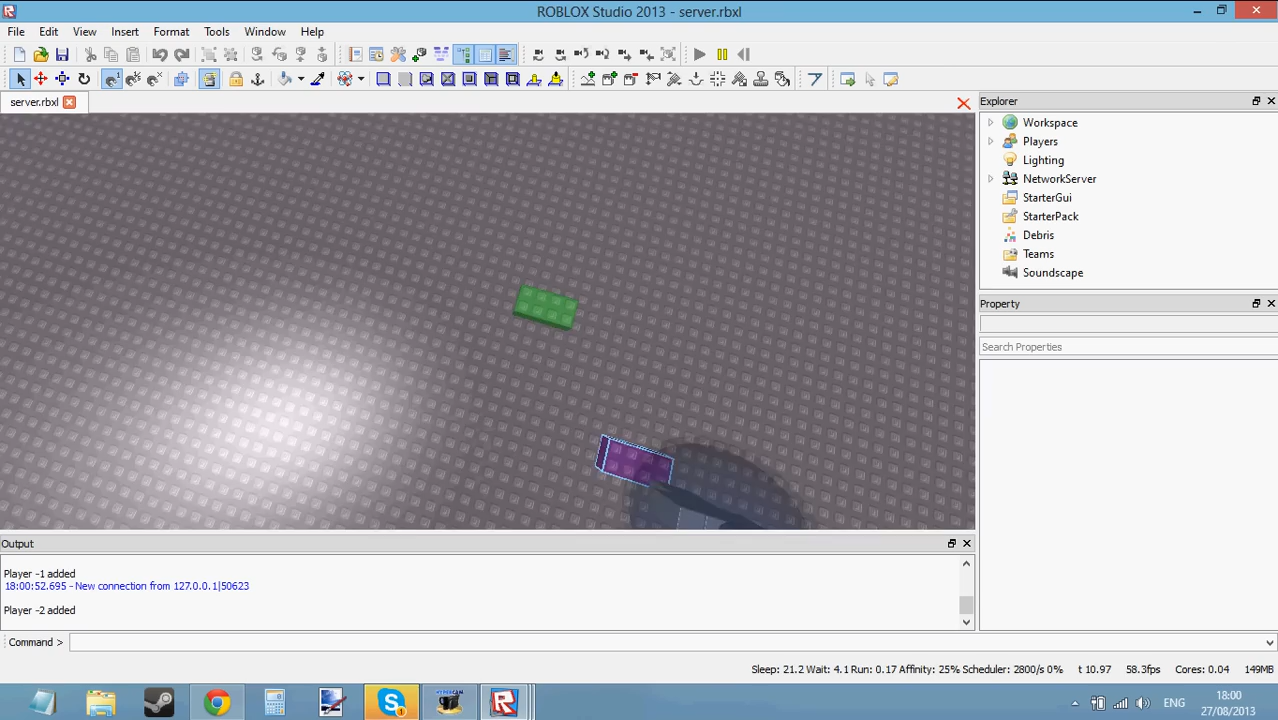 ROBLOX Studio 2013 - server.rbxl
File Edit View Insert Format Tools Window Help
server.rbxl
Explorer
Workspace
Players
Lighting
NetworkServer
StarterGui
StarterPack
Debris
Teams
Soundscape
Property
Search Properties
Output
Player -1 added
18:00:52.695 - New connection from 127.0.0.1|50623
Player -2 added
Command >
Sleep: 21.2 Wait: 4.1 Run: 0.17 Affinity: 25% Scheduler: 2800/s 0% t 10.97 58.3fps Cores: 0.04 149MB
ENG
18:00
27/08/2013